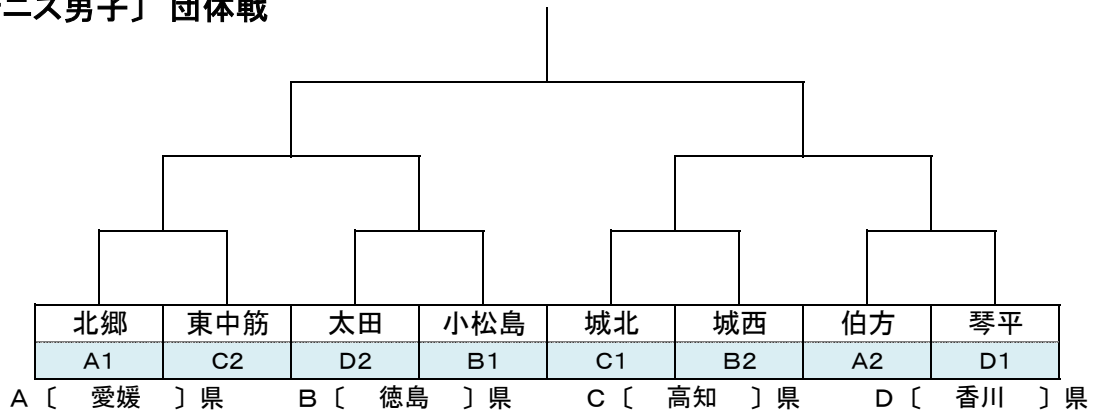 ニス男子〕 団体戦
北郷 東中筋 太田 小松島 城北 城西 伯方 琴平
A1 C2 D2 B1 C1 B2 A2 D1
A〔 愛媛 〕県 B〔 徳島 〕県 C〔 高知 〕県 D〔 香川 〕県